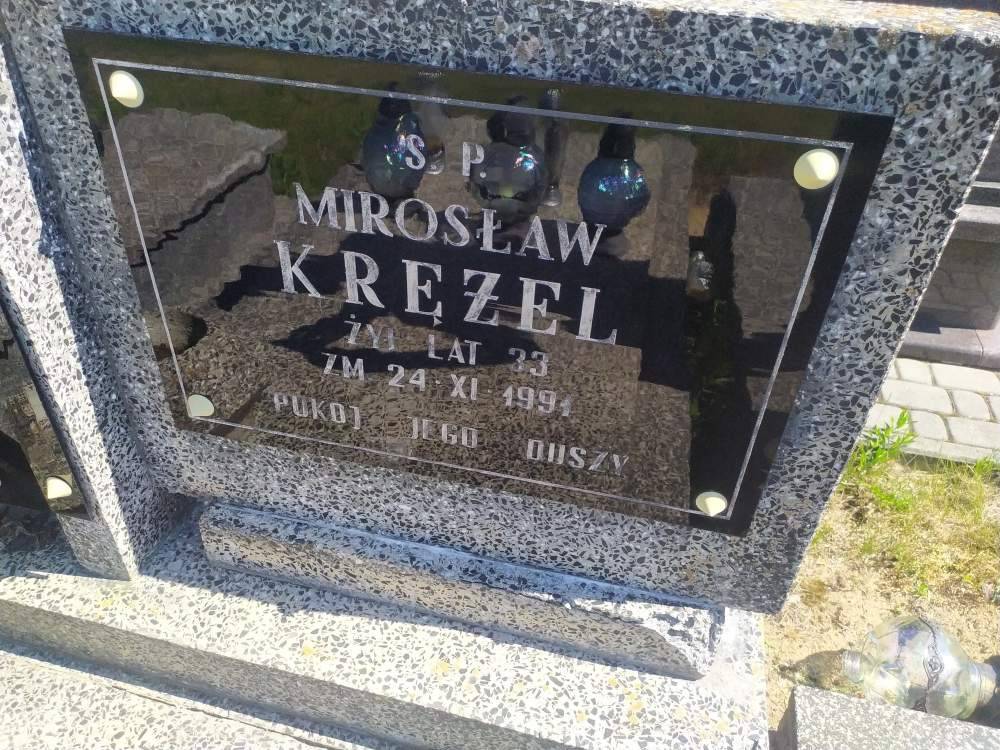 Ś P.
MIROSŁAW
KRĘŻEL
ŻYŁ LAT 33
ZM 24·XI 1991
POKÓJ JEGO DUSZY